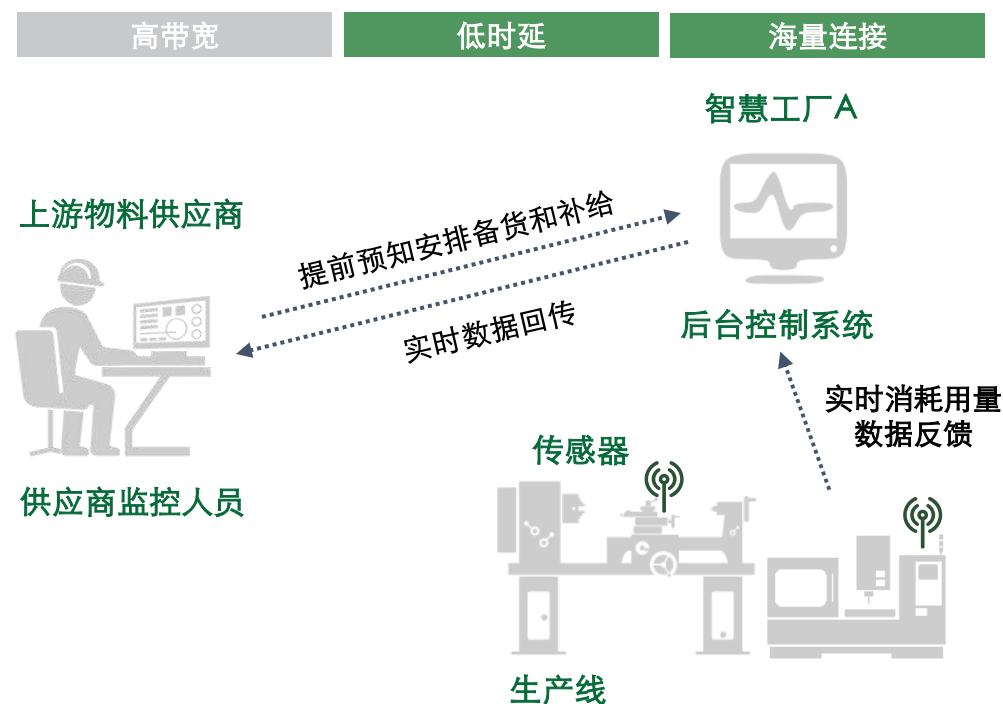 高带宽
低时延
海量连接
智慧工厂A
上游物料供应商
提前预知安排备货和补给
实时数据回传
后台控制系统
实时消耗用量
数据反馈
传感器
供应商监控人员
生产线